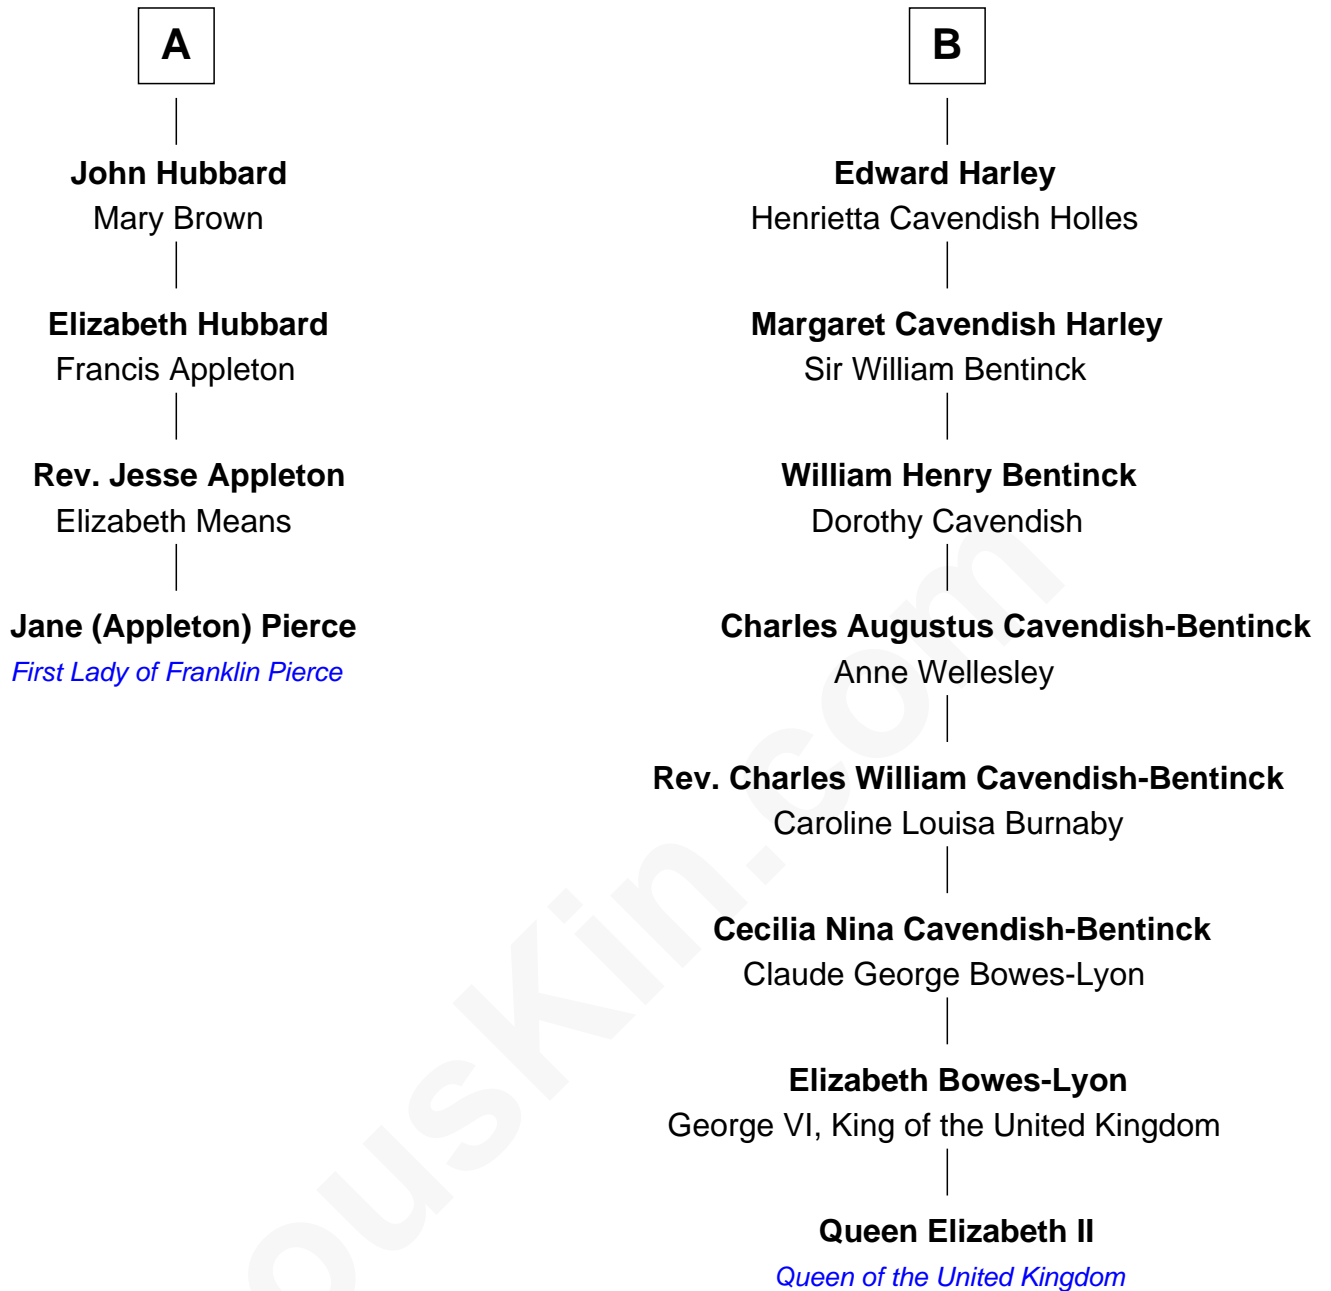 A
John Hubbard
Mary Brown
Elizabeth Hubbard
Francis Appleton
Rev. Jesse Appleton
Elizabeth Means
Jane (Appleton) Pierce
First Lady of Franklin Pierce
B
Edward Harley
Henrietta Cavendish Holles
Margaret Cavendish Harley
Sir William Bentinck
William Henry Bentinck
Dorothy Cavendish
Charles Augustus Cavendish-Bentinck
Anne Wellesley
Rev. Charles William Cavendish-Bentinck
Caroline Louisa Burnaby
Cecilia Nina Cavendish-Bentinck
Claude George Bowes-Lyon
Elizabeth Bowes-Lyon
George VI, King of the United Kingdom
Queen Elizabeth II
Queen of the United Kingdom
ousKin.com